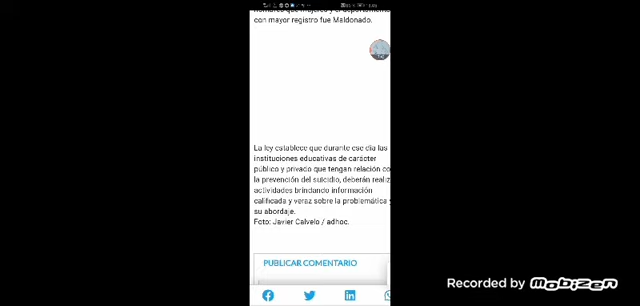 con mayor registro fue Maldonado.
La ley establece que durante ese día las
instituciones educativas de carácter
público y privado que tengan relación co
la prevención del suicidio, deberán realiz
actividades brindando información
calificada y veraz sobre la problemática y
su abordaje.
Foto: Javier Calvelo / adhoc.
PUBLICAR COMENTARIO
Recorded by mobizen